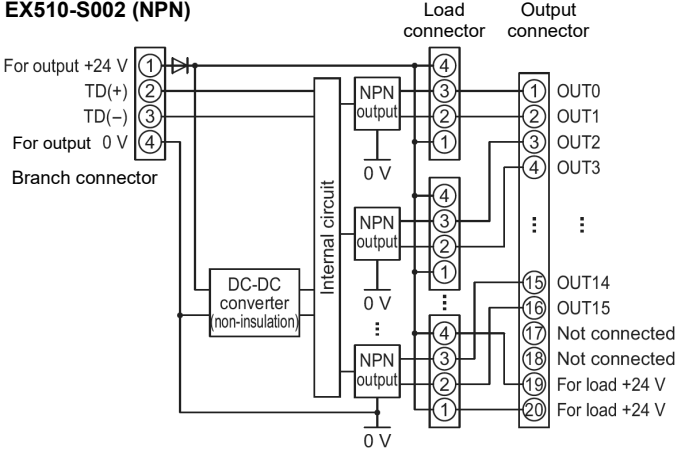 EX510-S002 (NPN)
Load
connector
Output
connector
For output +24 V
TD(+)
TD(−)
For output 0 V
Branch connector
1
2
3
4
Internal circuit
DC-DC
converter
(non-insulation)
NPN
output
0 V
NPN
output
0 V
NPN
output
0 V
4
3
2
1
4
3
2
1
4
3
2
1
1 OUT0
2 OUT1
3 OUT2
4 OUT3
15 OUT14
16 OUT15
17 Not connected
18 Not connected
19 For load +24 V
20 For load +24 V